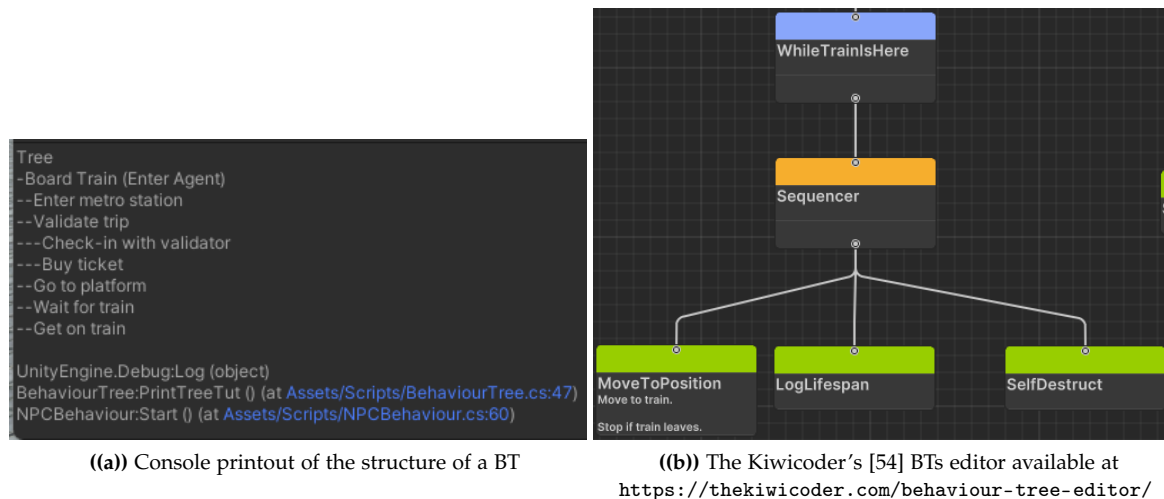 Tree
-Board Train (Enter Agent)
--Enter metro station
--Validate trip
---Check-in with validator
---Buy ticket
--Go to platform
--Wait for train
--Get on train
UnityEngine.Debug:Log (object)
BehaviourTree:PrintTreeTut () (at Assets/Scripts/BehaviourTree.cs:47)
NPCBehaviour:Start () (at Assets/Scripts/NPCBehaviour.cs:60)
((a)) Console printout of the structure of a BT
WhileTrainIsHere
Sequencer
MoveToPosition
Move to train.
Stop if train leaves.
LogLifespan
SelfDestruct
((b)) The Kiwicoder's [54] BTs editor available at
https://thekiwicoder.com/behaviour-tree-editor/